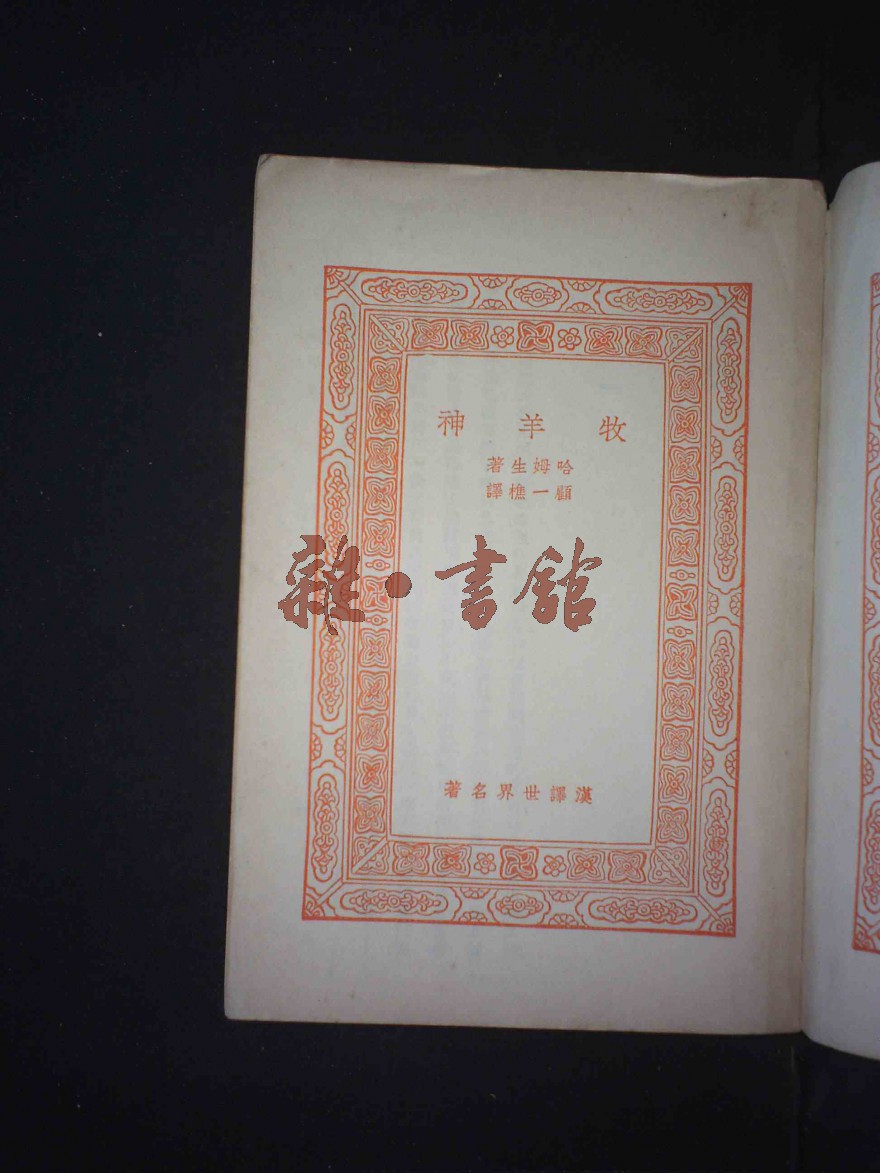 牧羊神
哈姆生著
顧一樵譯
雜·書館
漢譯世界名著